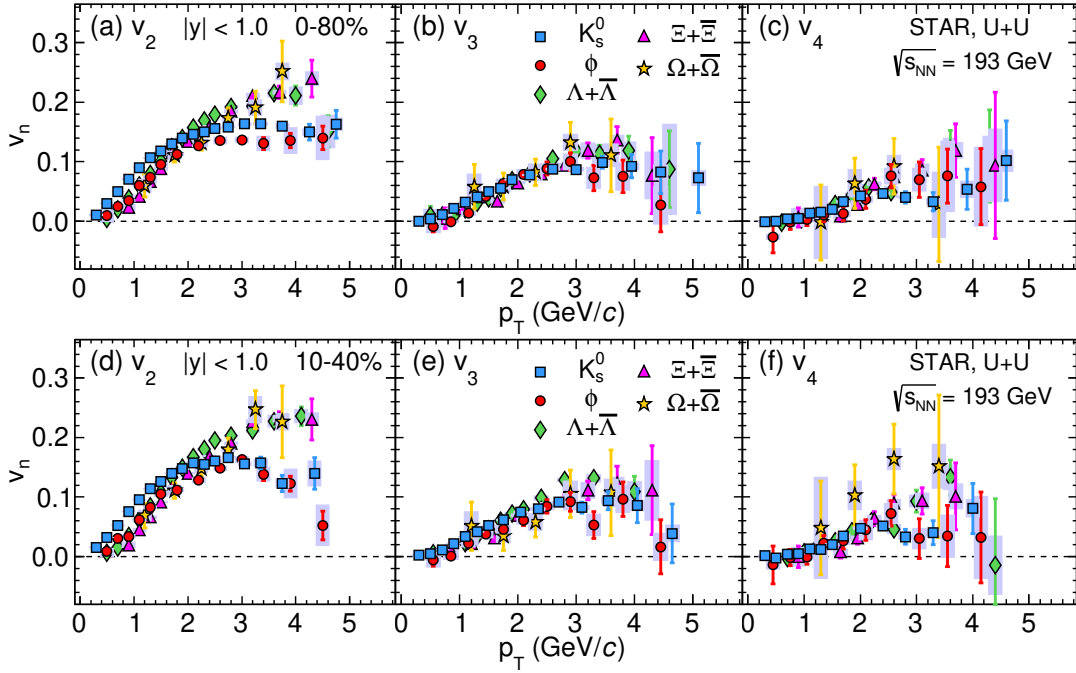 (a) v₂ |y| < 1.0 0-80%
(b) v₃
K⁰ₛ Ξ+Ξ̅
ϕ Ω+Ω̅
Λ+Λ̅
(c) v₄ STAR, U+U
√sNN = 193 GeV
vₙ
0.3
0.2
0.1
0.0
0 1 2 3 4 5
0 1 2 3 4 5
0 1 2 3 4 5
p_T (GeV/c)
(d) v₂ |y| < 1.0 10-40%
(e) v₃
K⁰ₛ Ξ+Ξ̅
ϕ Ω+Ω̅
Λ+Λ̅
(f) v₄ STAR, U+U
√sNN = 193 GeV
vₙ
0.3
0.2
0.1
0.0
0 1 2 3 4 5
0 1 2 3 4 5
0 1 2 3 4 5
p_T (GeV/c)